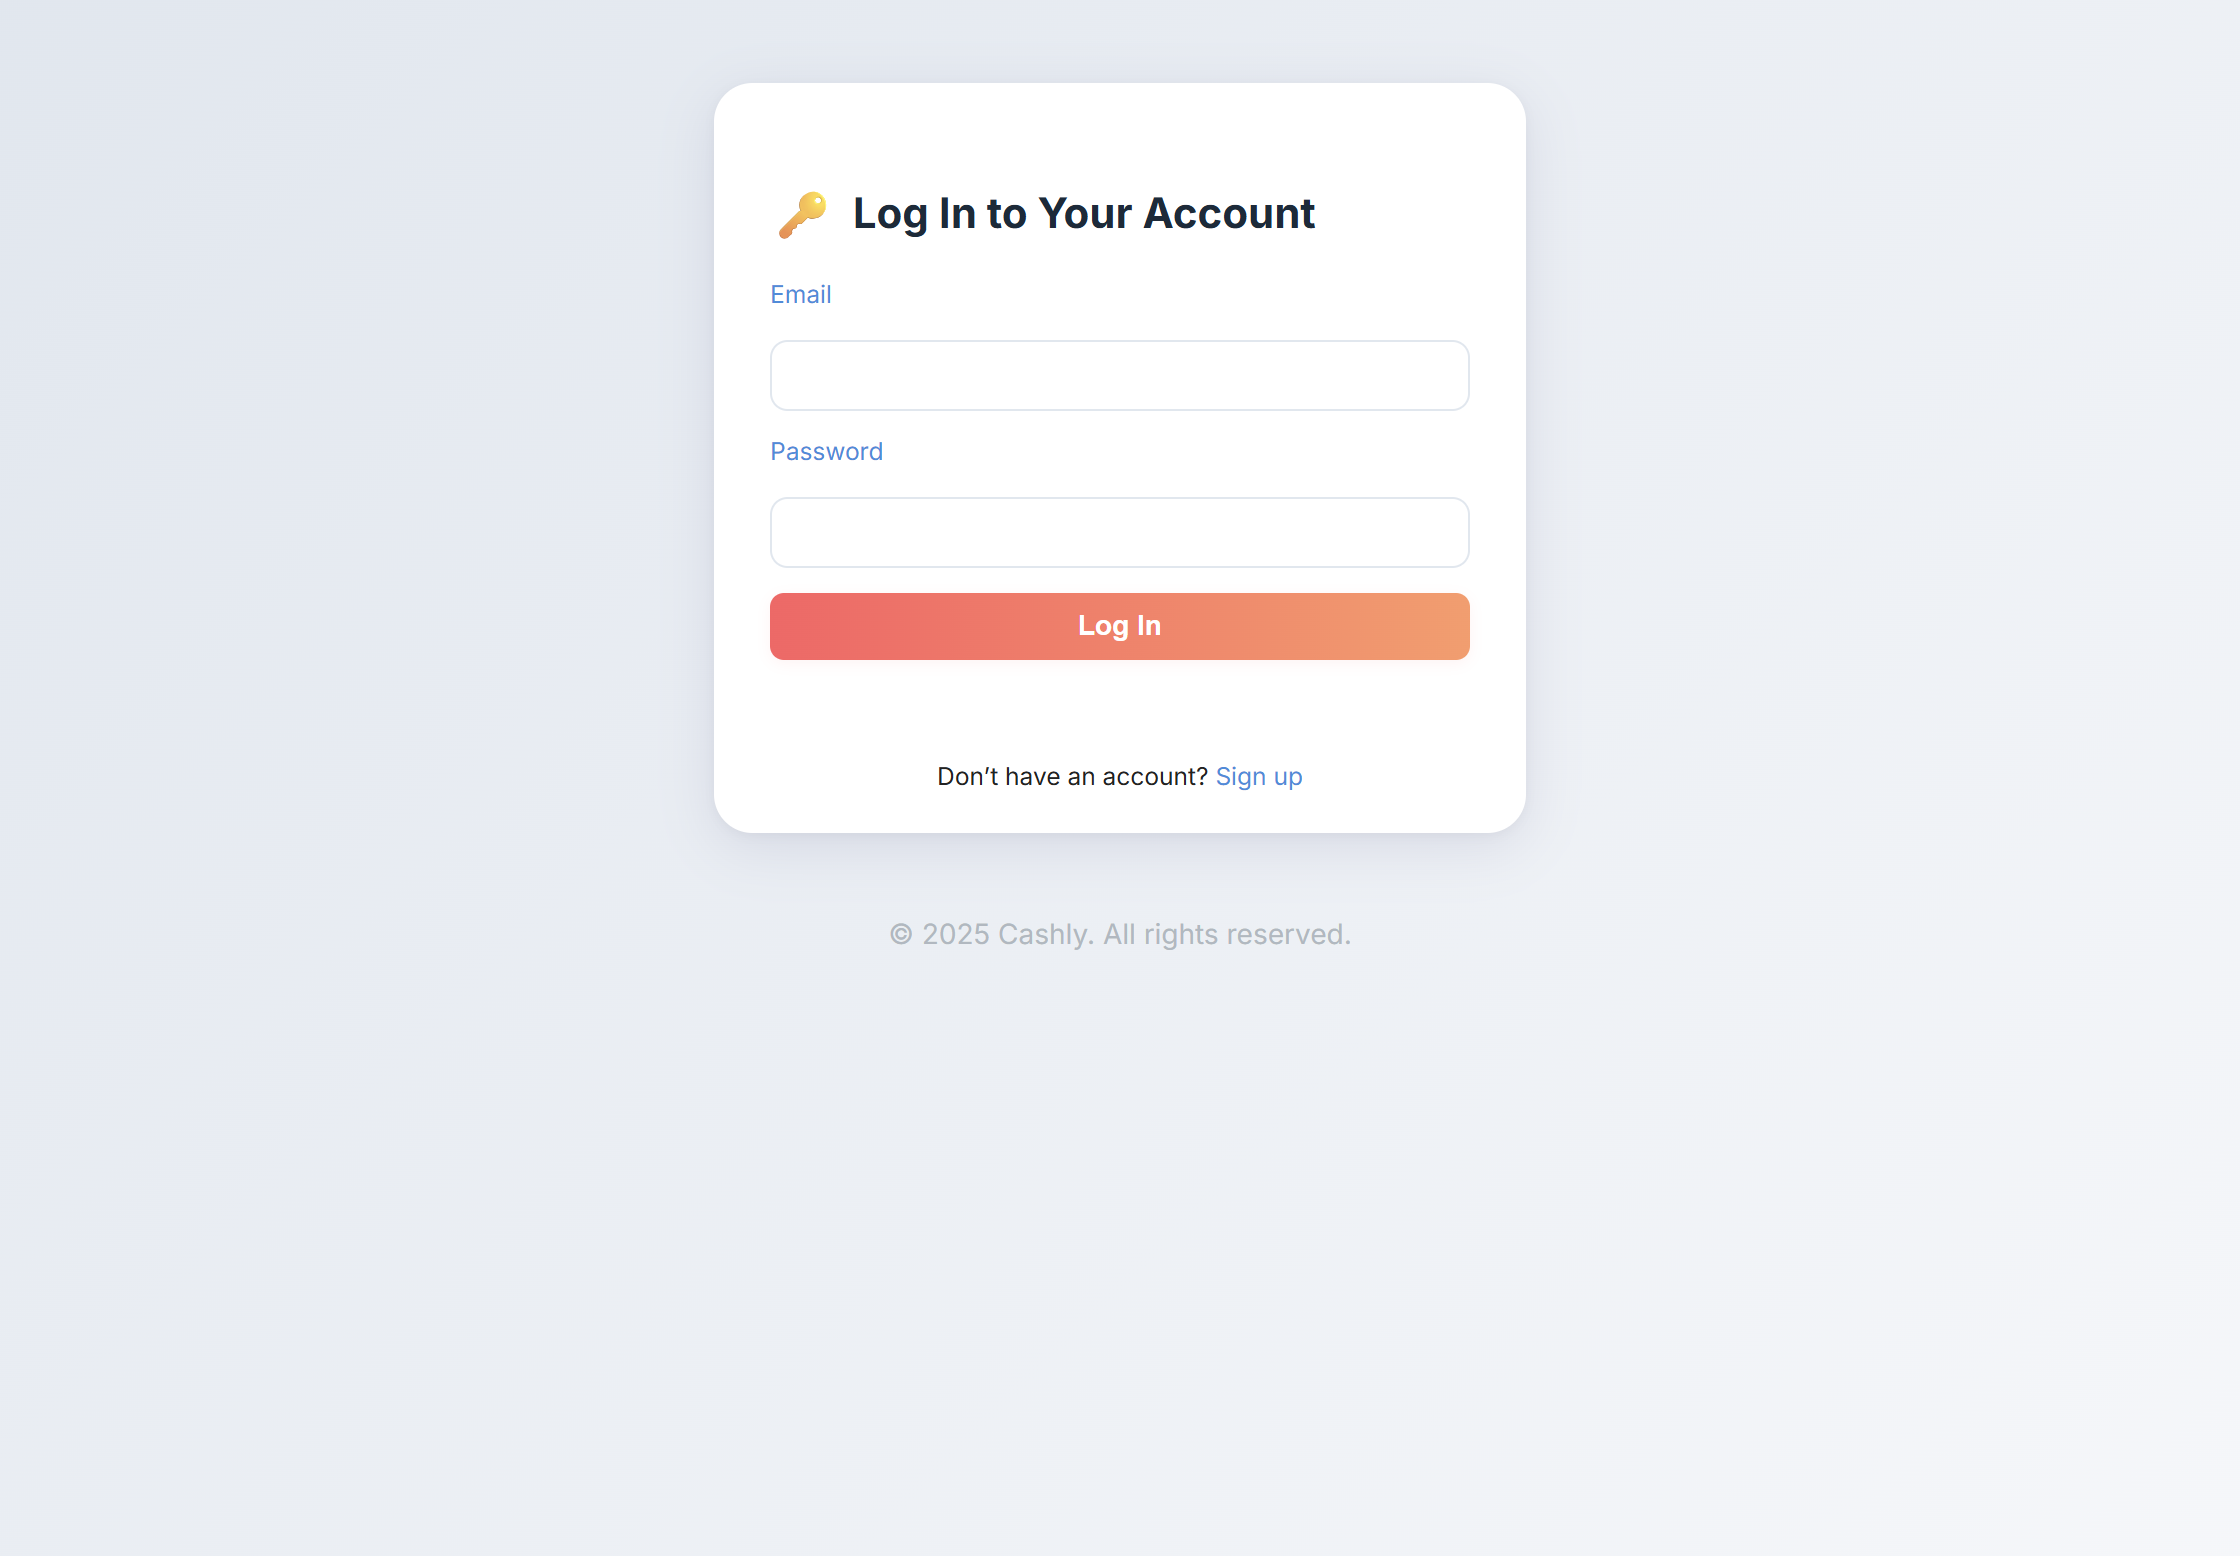 Log In to Your Account
Email
Password
Log In
Don’t have an account? Sign up
© 2025 Cashly. All rights reserved.